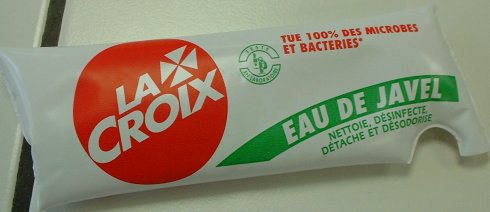 LA
CROIX
TUE 100% DES MICROBES
ET BACTERIES*
EAU DE JAVEL
NETTOIE, DÉSINFECTE,
DÉTACHE ET DÉSODORISE